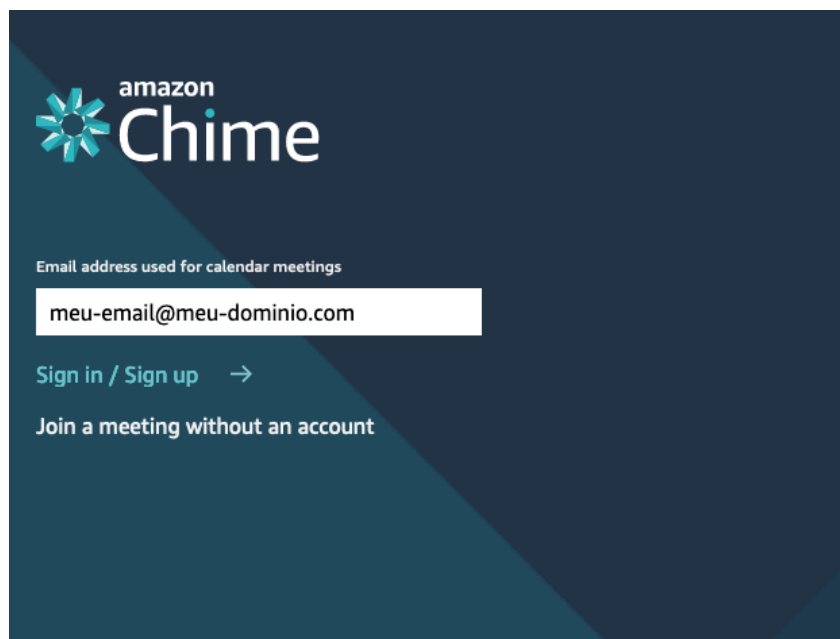 amazon
Chime
Email address used for calendar meetings
meu-email@meu-dominio.com
Sign in / Sign up →
Join a meeting without an account